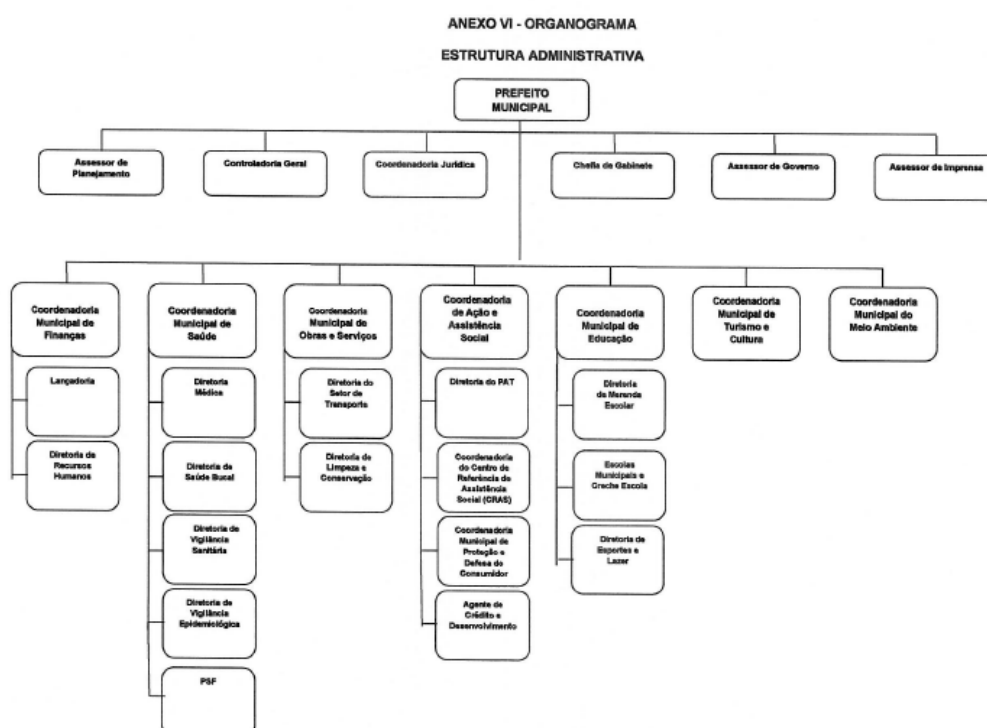 ANEXO VI - ORGANOGRAMA
ESTRUTURA ADMINISTRATIVA
PREFEITO
MUNICIPAL
Assessor de
Planejamento
Controladoria Geral
Coordenadoria Jurídica
Chefia de Gabinete
Assessor de Governo
Assessor de Imprensa
Coordenadoria
Municipal de
Finanças
Coordenadoria
Municipal de
Saúde
Coordenadoria
Municipal de
Obras e Serviços
Coordenadoria
de Ação e
Assistência
Social
Coordenadoria
Municipal de
Educação
Coordenadoria
Municipal de
Turismo e
Cultura
Coordenadoria
Municipal do
Meio Ambiente
Lançadoria
Diretoria de
Recursos
Humanos
Diretoria
Médica
Diretoria de
Saúde Bucal
Diretoria de
Vigilância
Sanitária
Diretoria de
Vigilância
Epidemiológica
PSF
Diretoria do
Setor de
Transporte
Diretoria de
Limpeza e
Conservação
Diretoria do PAT
Coordenadoria
do Centro de
Referência de
Assistência
Social (CRAS)
Coordenadoria
Municipal de
Proteção e
Defesa do
Consumidor
Agente de
Crédito e
Desenvolvimento
Diretoria
da Merenda
Escolar
Escolas
Municipais e
Creche Escola
Diretoria de
Esportes e
Lazer